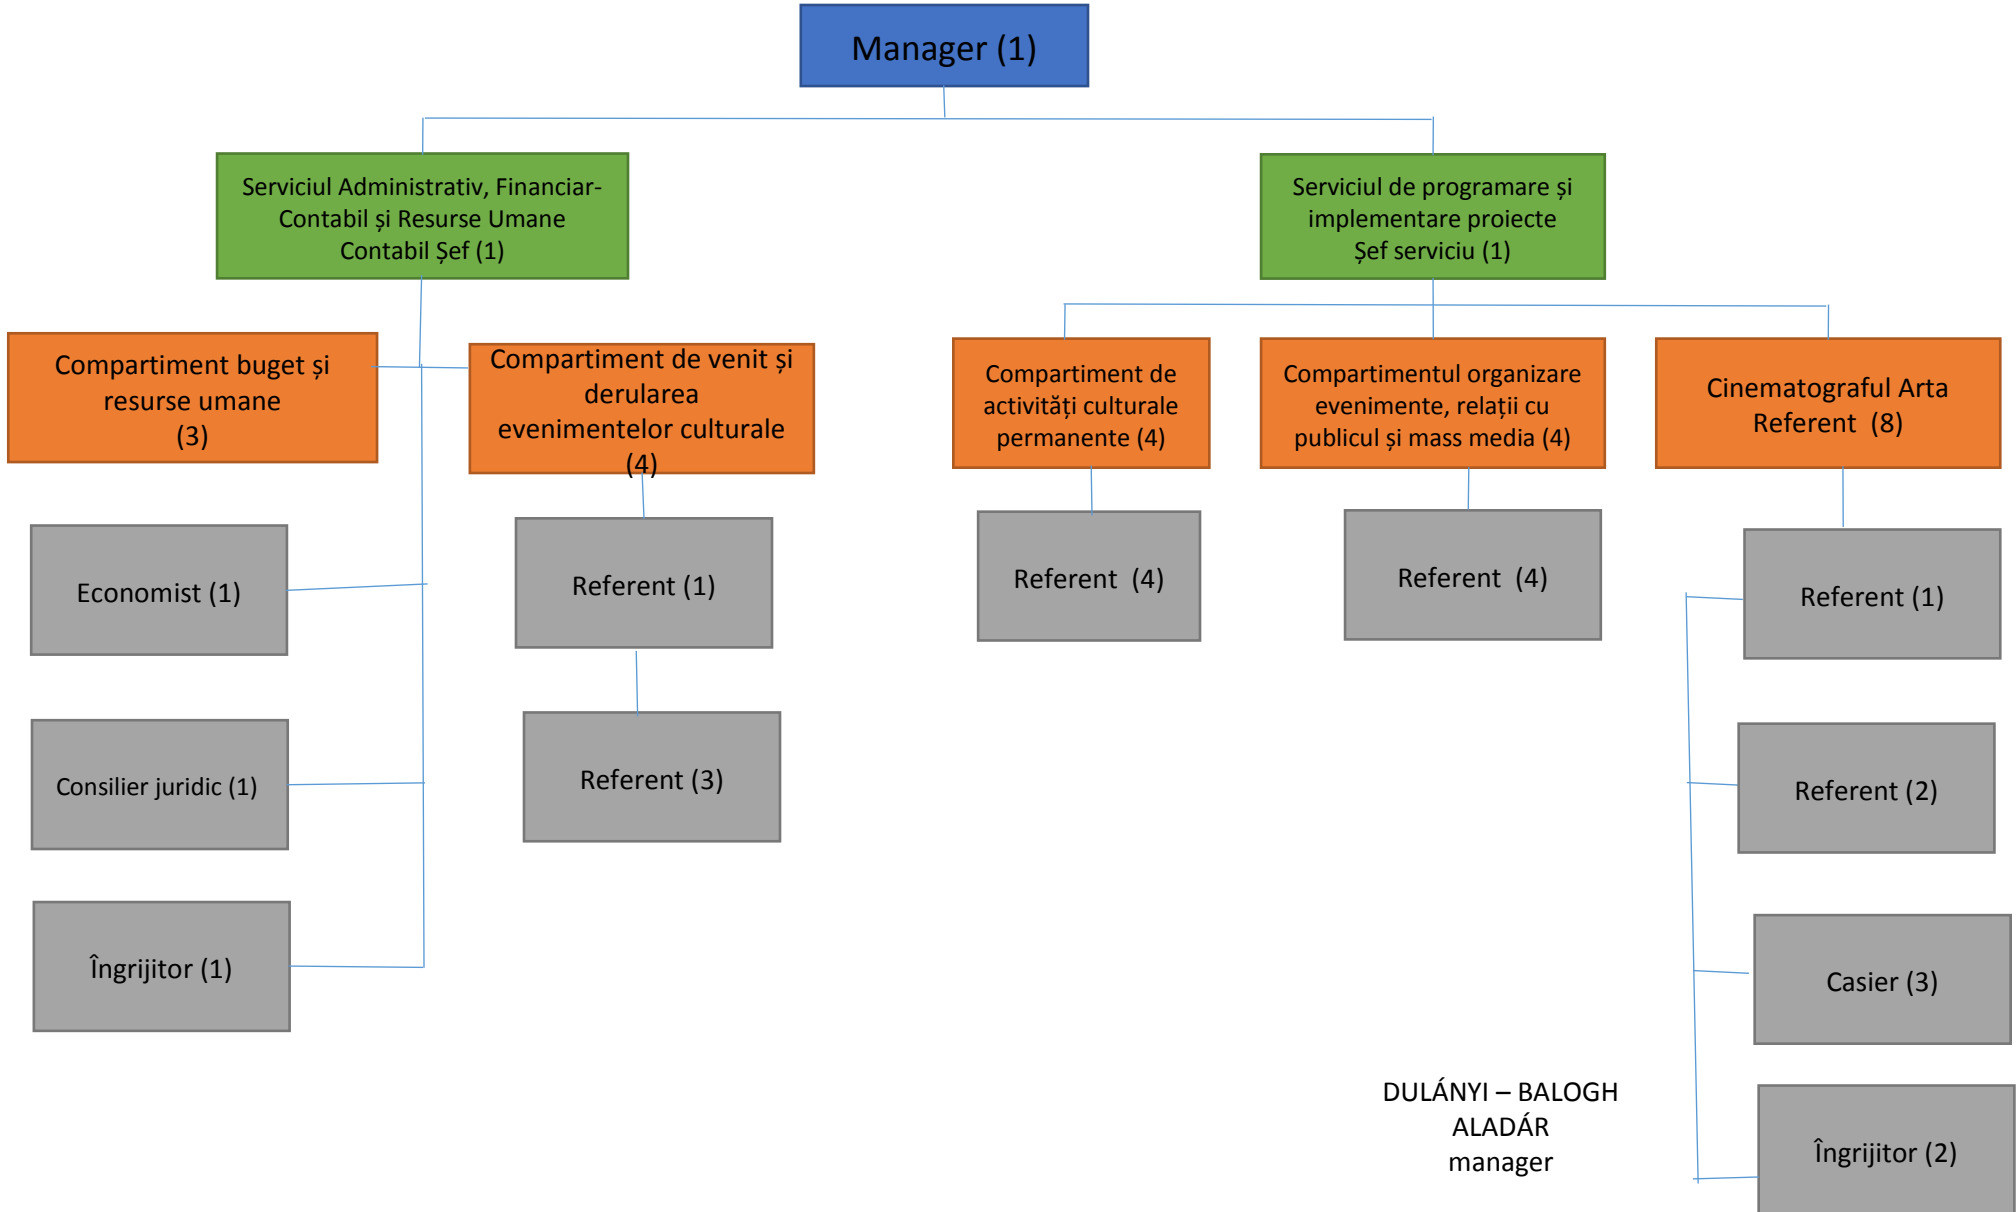 Manager (1)
Serviciul Administrativ, Financiar-
Contabil și Resurse Umane
Contabil Șef (1)
Serviciul de programare și
implementare proiecte
Șef serviciu (1)
Compartiment buget și
resurse umane
(3)
Compartiment de venit și
derularea
evenimentelor culturale
(4)
Compartiment de
activități culturale
permanente (4)
Compartimentul organizare
evenimente, relații cu
publicul și mass media (4)
Cinematograful Arta
Referent  (8)
Economist (1)
Referent (1)
Referent  (4)
Referent  (4)
Referent (1)
Consilier juridic (1)
Referent (3)
Referent (2)
Îngrijitor (1)
Casier (3)
DULÁNYI – BALOGH
ALADÁR
manager
Îngrijitor (2)